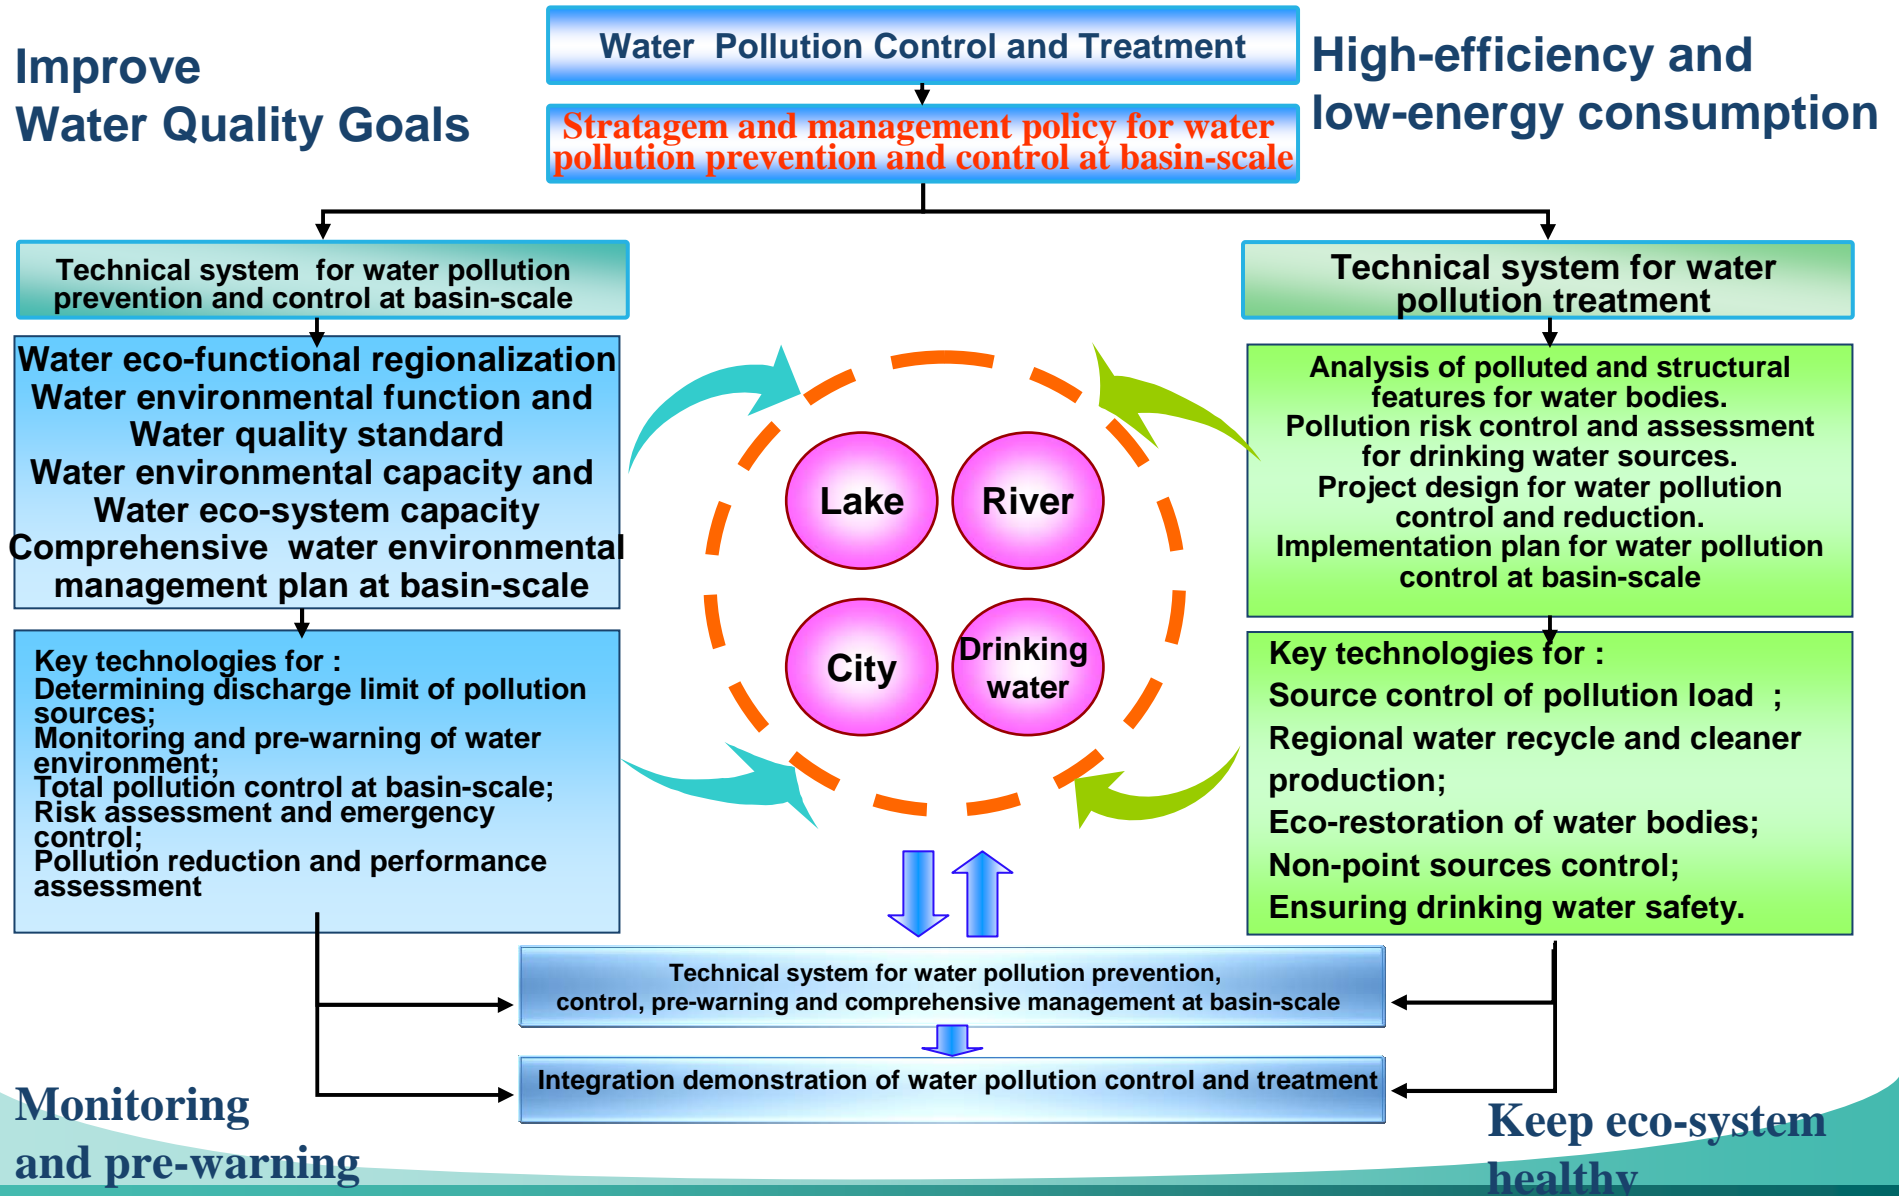 Improve
Water Quality Goals
Water Pollution Control and Treatment
High-efficiency and
low-energy consumption
Stratagem and management policy for water
pollution prevention and control at basin-scale
Technical system for water pollution
prevention and control at basin-scale
Technical system for water
pollution treatment
Water eco-functional regionalization
Water environmental function and
Water quality standard
Water environmental capacity and
Water eco-system capacity
Comprehensive water environmental
management plan at basin-scale
Lake
River
City
Drinking
water
Analysis of polluted and structural
features for water bodies.
Pollution risk control and assessment
for drinking water sources.
Project design for water pollution
control and reduction.
Implementation plan for water pollution
control at basin-scale
Key technologies for :
Determining discharge limit of pollution
sources;
Monitoring and pre-warning of water
environment;
Total pollution control at basin-scale;
Risk assessment and emergency
control;
Pollution reduction and performance
assessment
Key technologies for :
Source control of pollution load ;
Regional water recycle and cleaner
production;
Eco-restoration of water bodies;
Non-point sources control;
Ensuring drinking water safety.
Technical system for water pollution prevention,
control, pre-warning and comprehensive management at basin-scale
Integration demonstration of water pollution control and treatment
Monitoring
and pre-warning
Keep eco-system
healthy